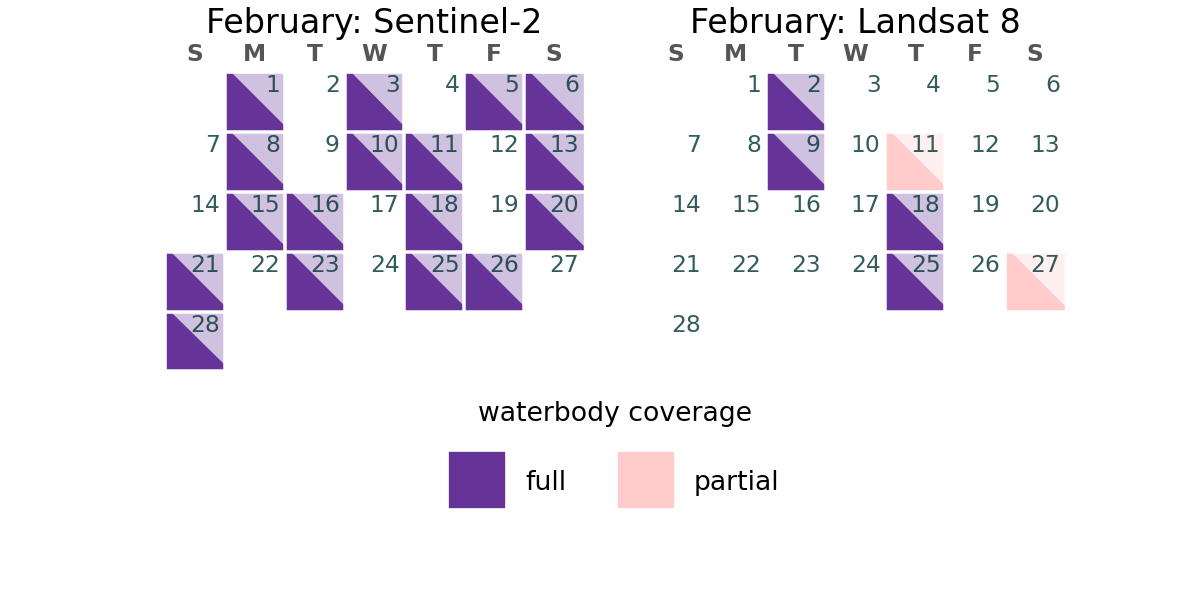 February: Sentinel-2
S M T W T F S
1 2 3 4 5 6
7 8 9 10 11 12 13
14 15 16 17 18 19 20
21 22 23 24 25 26 27
28
February: Landsat 8
S M T W T F S
1 2 3 4 5 6
7 8 9 10 11 12 13
14 15 16 17 18 19 20
21 22 23 24 25 26 27
28
waterbody coverage
full partial